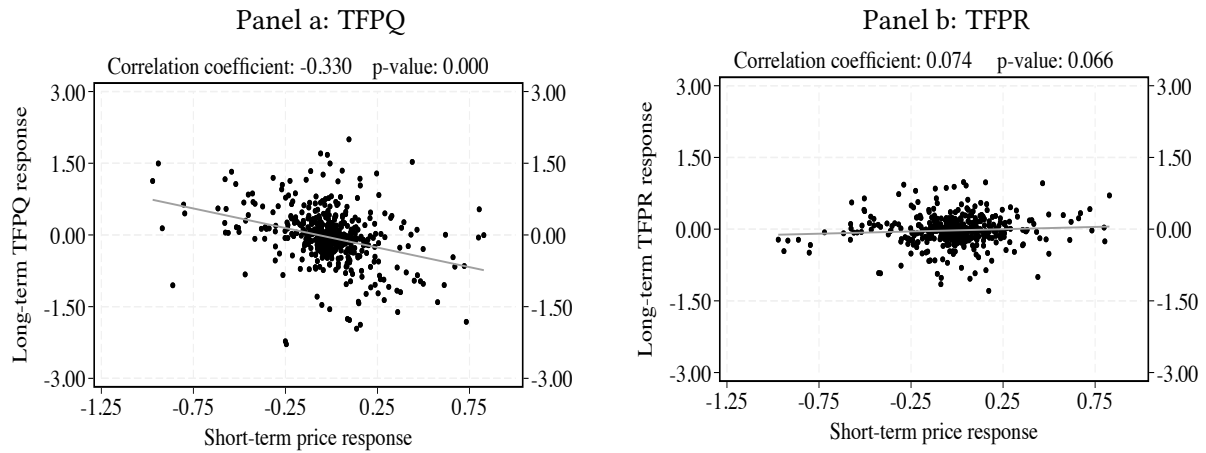 Panel a: TFPQ
Correlation coefficient: -0.330 p-value: 0.000
Long-term TFPQ response
3.00
1.50
0.00
-1.50
-3.00
3.00
1.50
0.00
-1.50
-3.00
-1.25 -0.75 -0.25 0.25 0.75
Short-term price response
Panel b: TFPR
Correlation coefficient: 0.074 p-value: 0.066
Long-term TFPR response
3.00
1.50
0.00
-1.50
-3.00
3.00
1.50
0.00
-1.50
-3.00
-1.25 -0.75 -0.25 0.25 0.75
Short-term price response